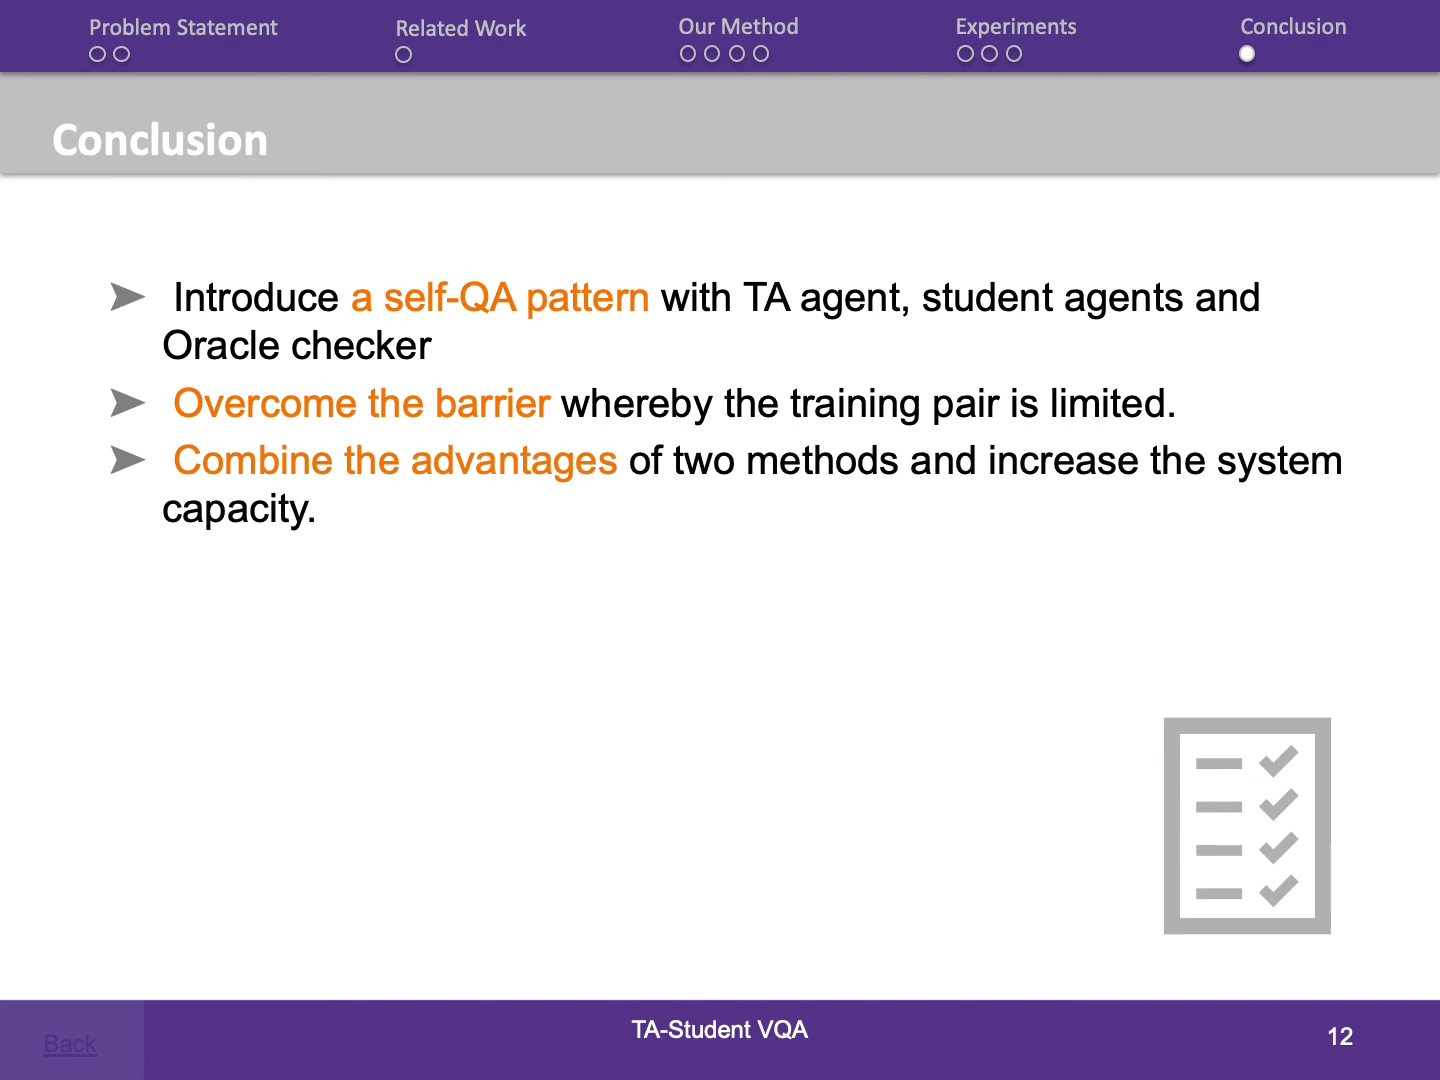 Problem Statement
Related Work
Our Method
Experiments
Conclusion
Conclusion
Introduce a self-QA pattern with TA agent, student agents and
Oracle checker
Overcome the barrier whereby the training pair is limited.
Combine the advantages of two methods and increase the system
capacity.
Back
TA-Student VQA
12